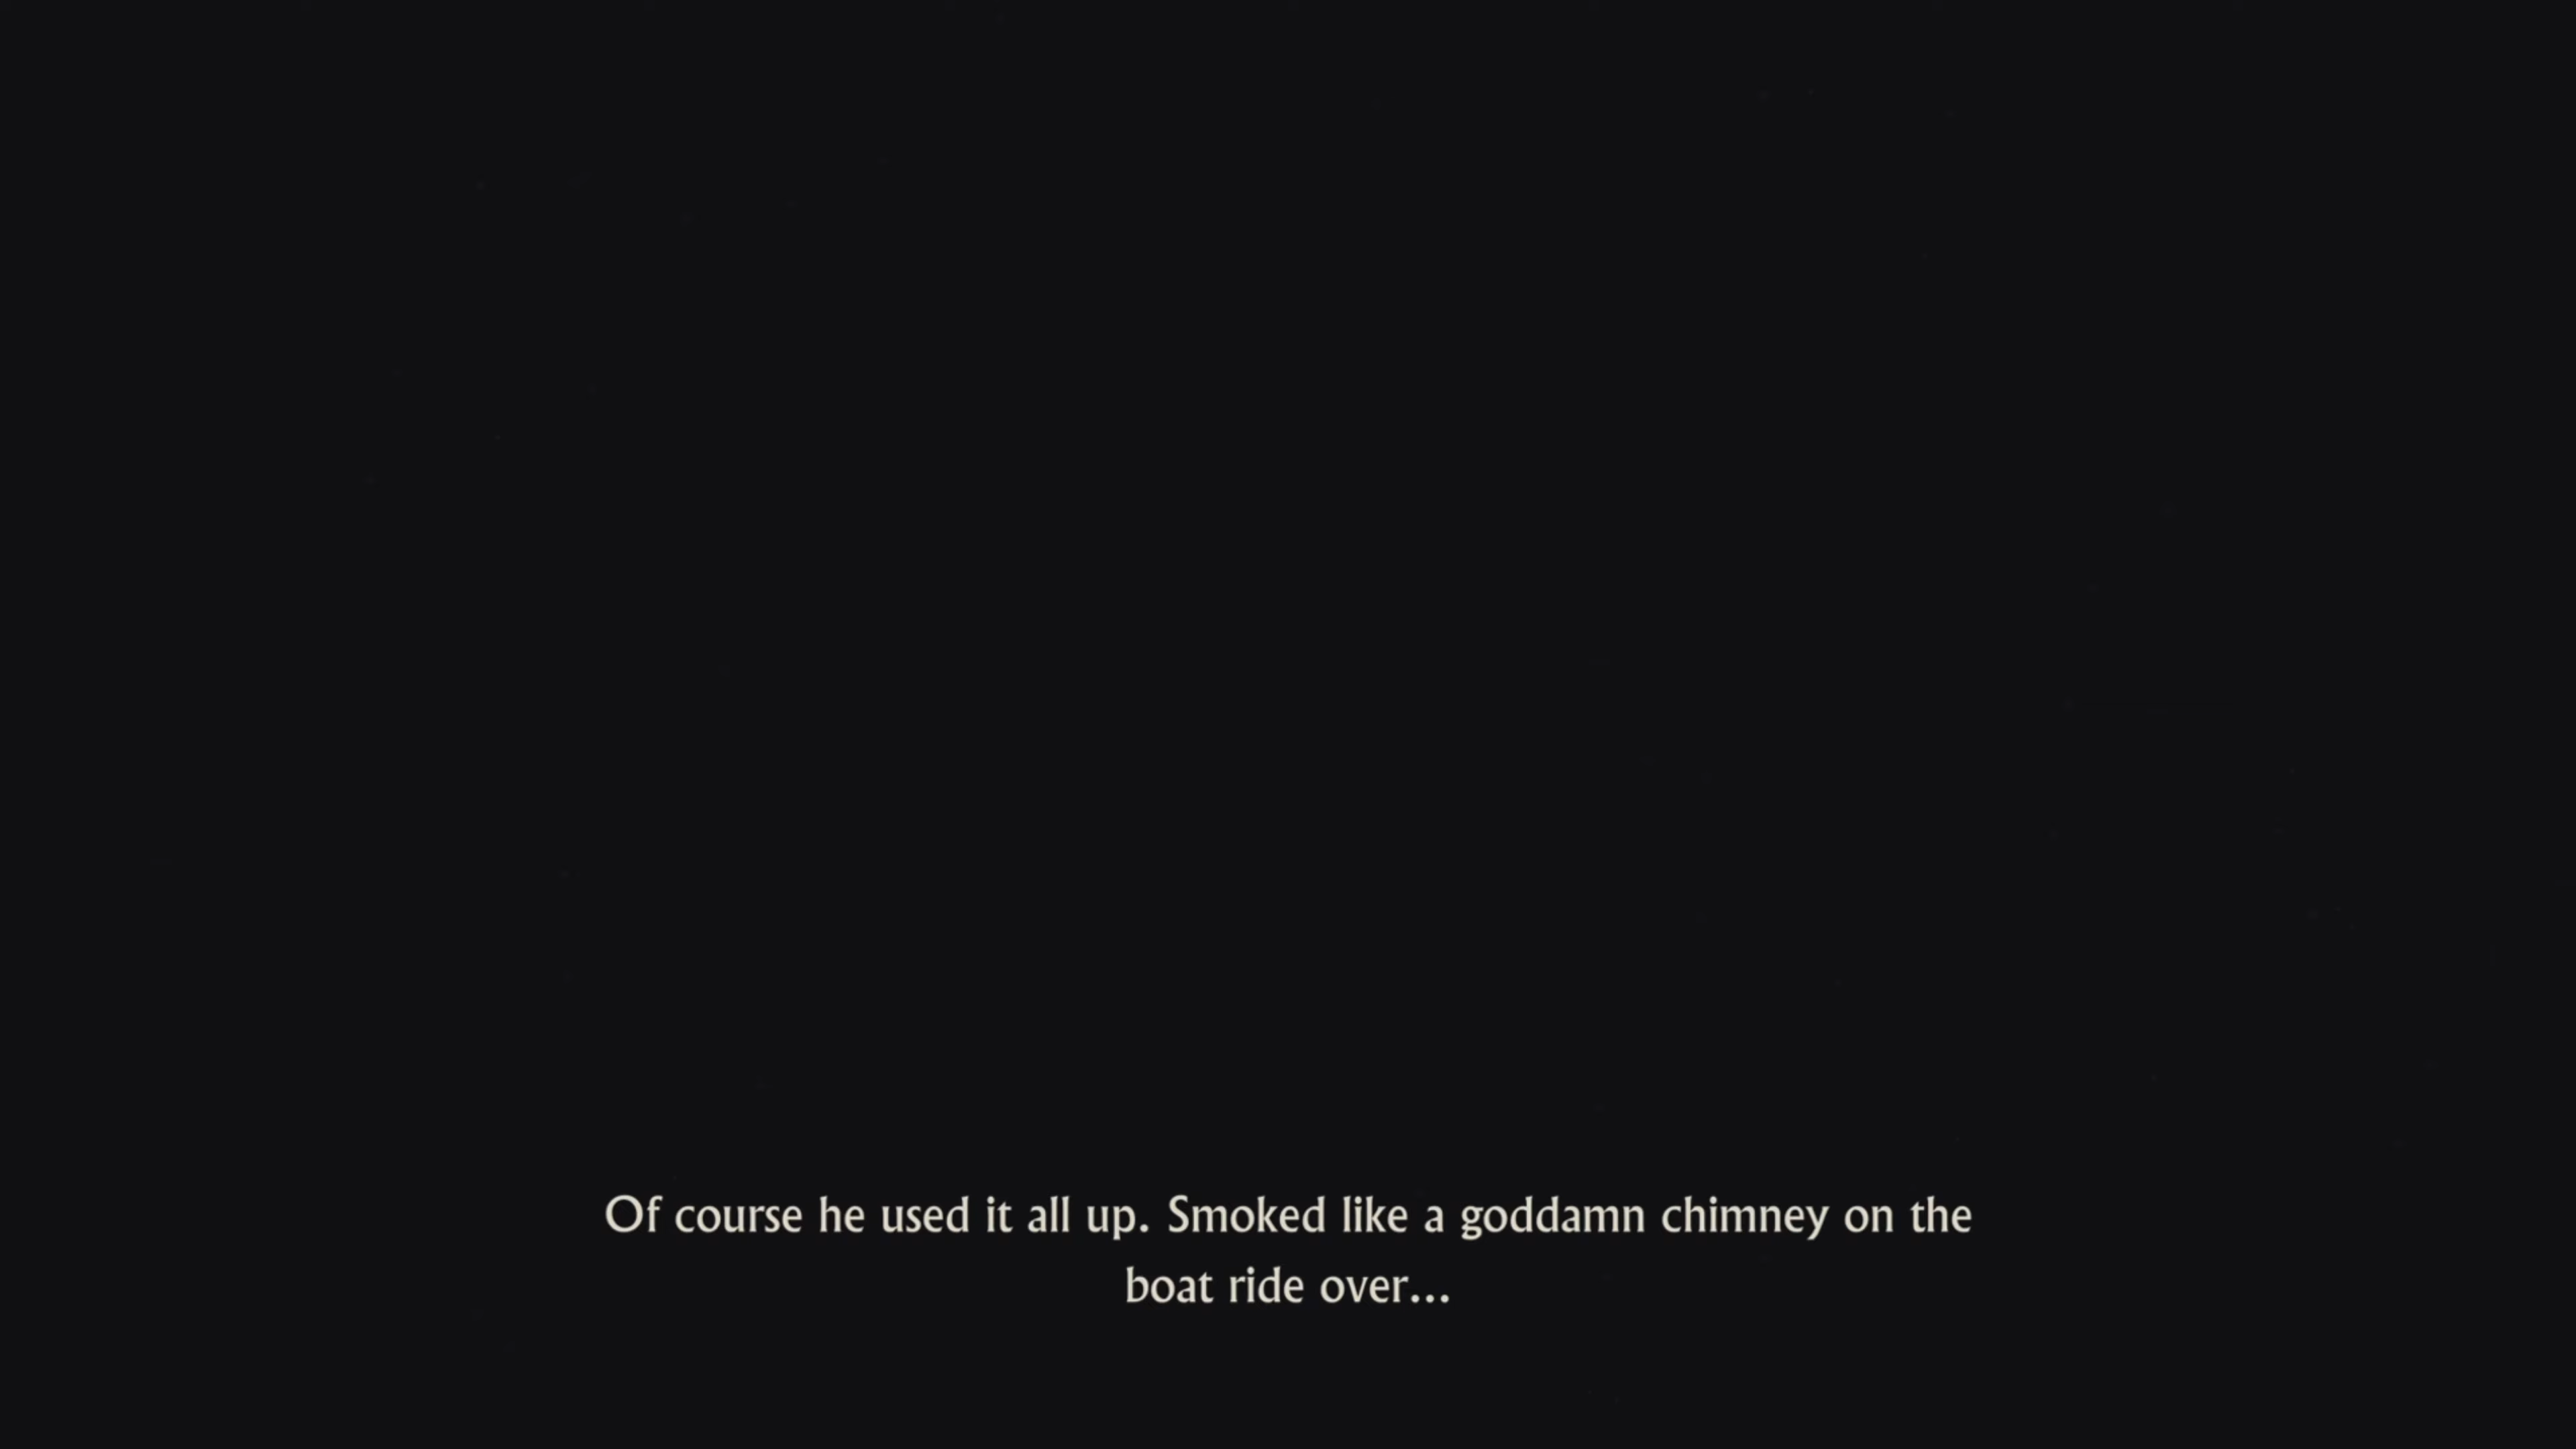 Of course he used it all up. Smoked like a goddamn chimney on the
boat ride over...